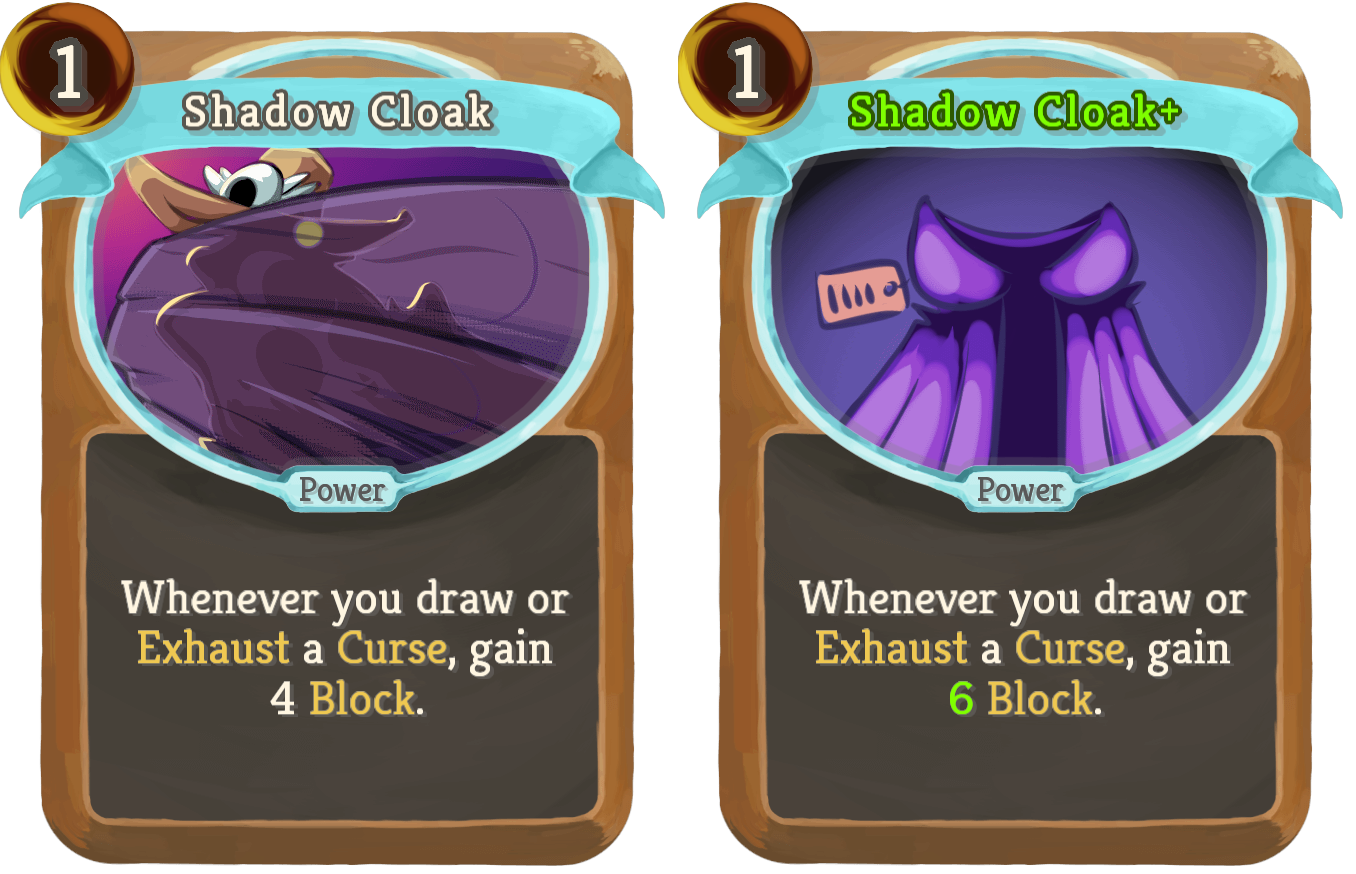 1
Shadow Cloak
Power
Whenever you draw or
Exhaust a Curse, gain
4 Block.
1
Shadow Cloak+
Power
Whenever you draw or
Exhaust a Curse, gain
6 Block.